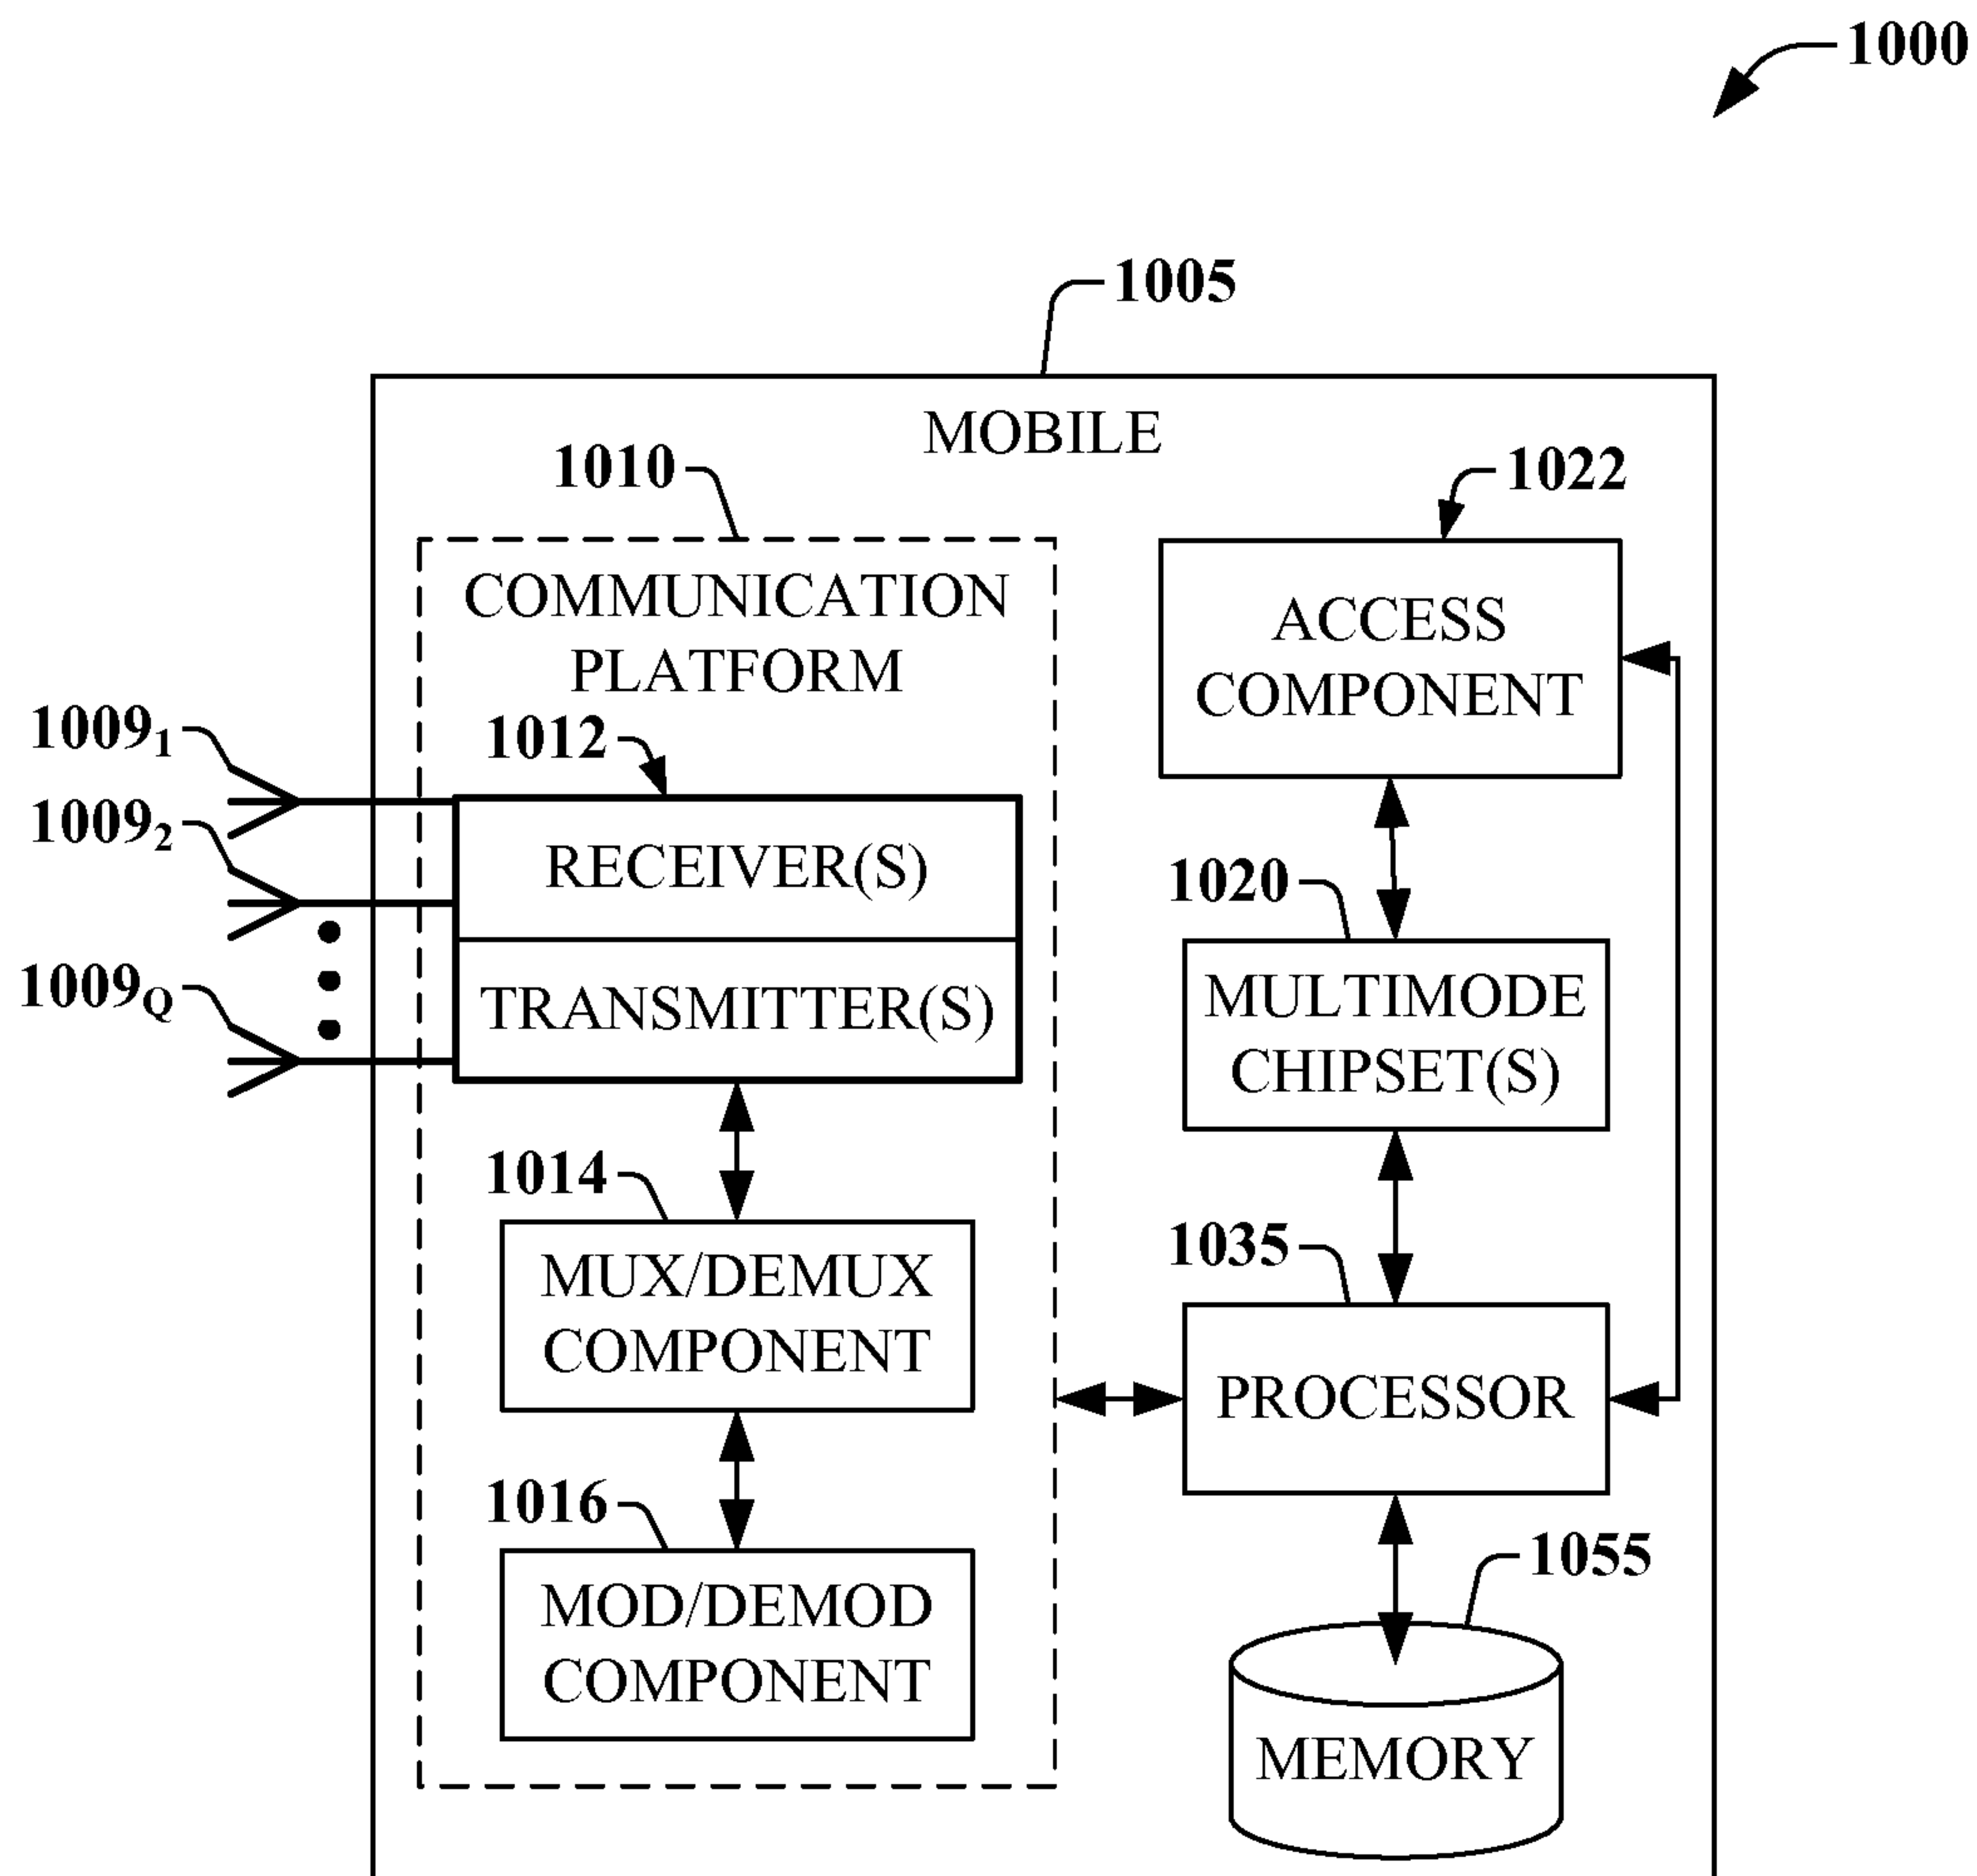 1000
1005
MOBILE
1010
1022
COMMUNICATION
PLATFORM
ACCESS
COMPONENT
1009₁
1012
1009₂
RECEIVER(S)
1020
1009Q
TRANSMITTER(S)
MULTIMODE
CHIPSET(S)
1014
MUX/DEMUX
COMPONENT
1035
PROCESSOR
1016
MOD/DEMOD
COMPONENT
1055
MEMORY